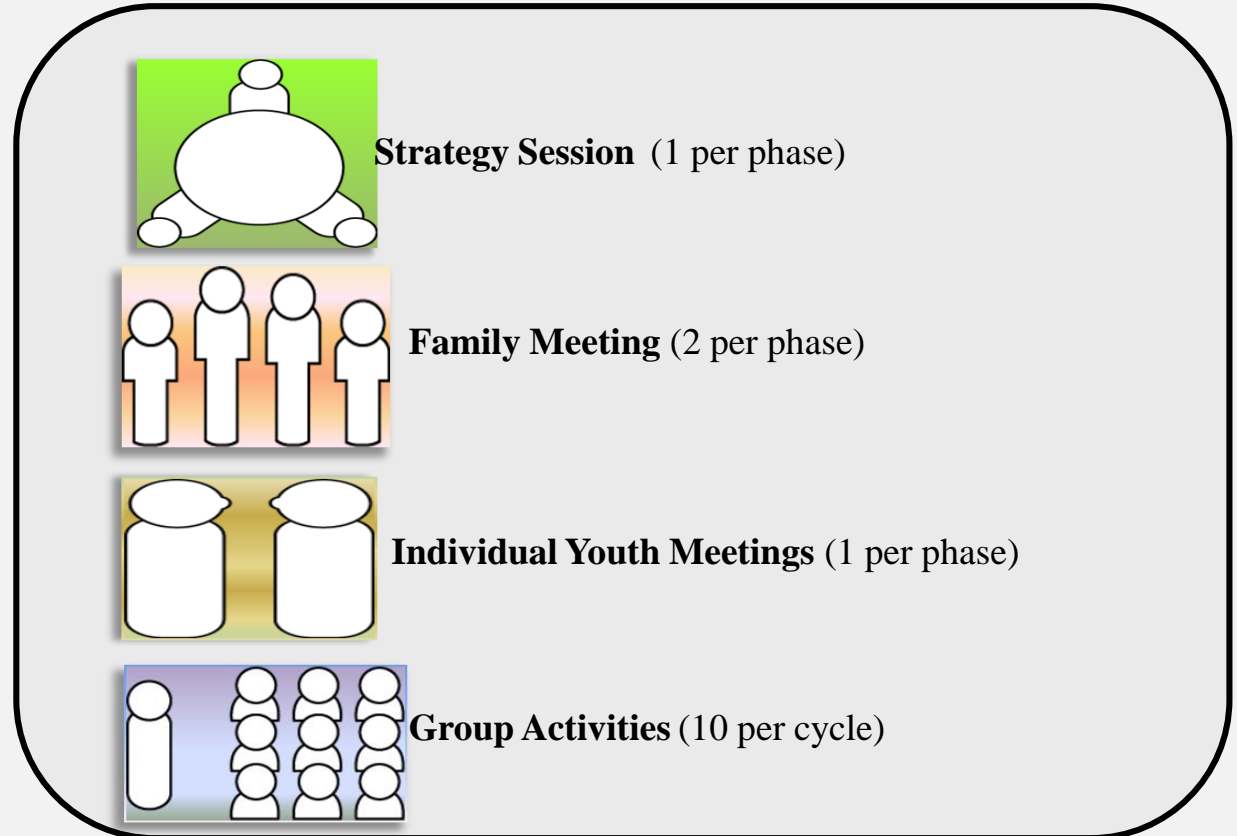 Strategy Session (1 per phase)
Family Meeting (2 per phase)
Individual Youth Meetings (1 per phase)
Group Activities (10 per cycle)